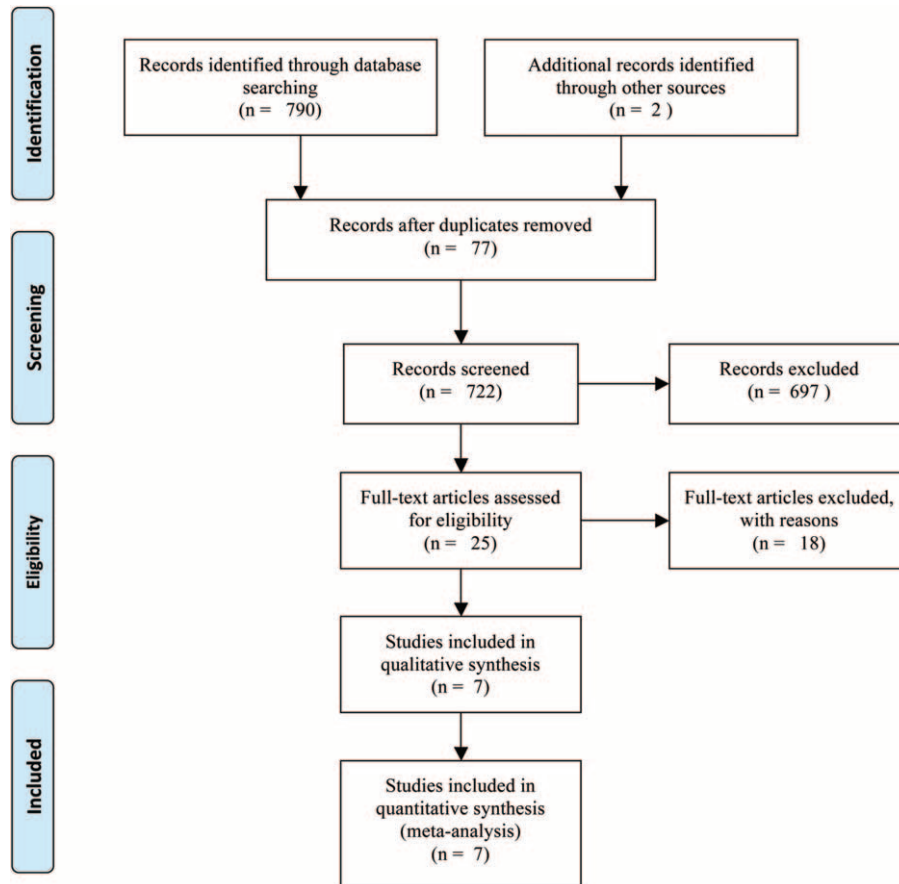 Identification
Records identified through database
searching
(n = 790)
Additional records identified
through other sources
(n = 2 )
Records after duplicates removed
(n = 77)
Screening
Records screened
(n = 722)
Records excluded
(n = 697 )
Eligibility
Full-text articles assessed
for eligibility
(n = 25)
Full-text articles excluded,
with reasons
(n = 18)
Studies included in
qualitative synthesis
(n = 7)
Included
Studies included in
quantitative synthesis
(meta-analysis)
(n = 7)